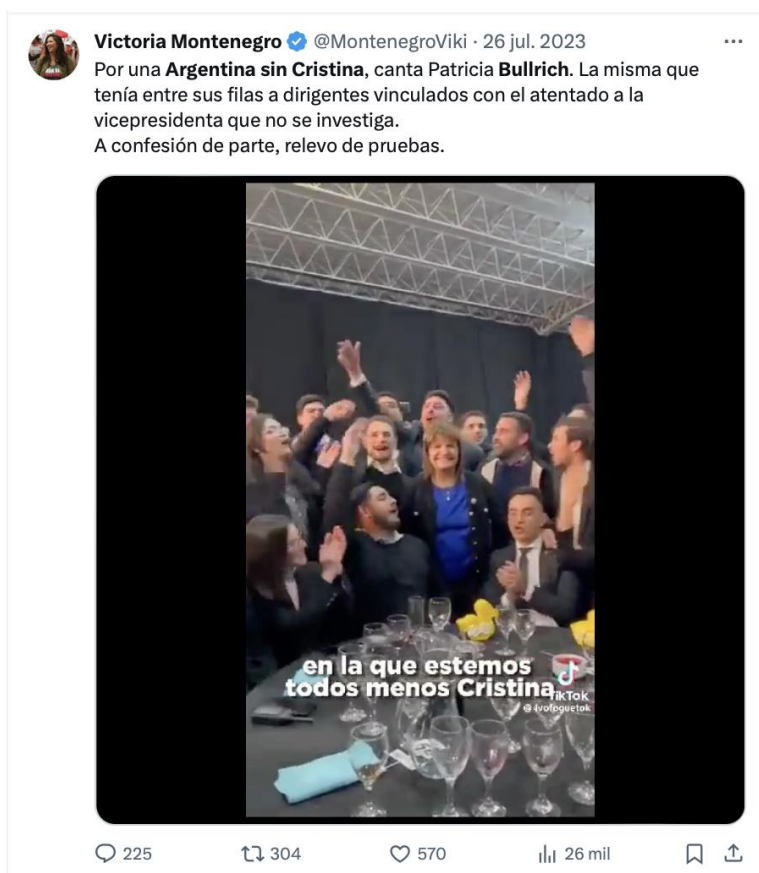 Victoria Montenegro @MontenegroViki · 26 jul. 2023
Por una Argentina sin Cristina, canta Patricia Bullrich. La misma que
tenía entre sus filas a dirigentes vinculados con el atentado a la
vicepresidenta que no se investiga.
A confesión de parte, relevo de pruebas.
en la que estemos
todos menos Cristina
TikTok
225 304 570 26 mil